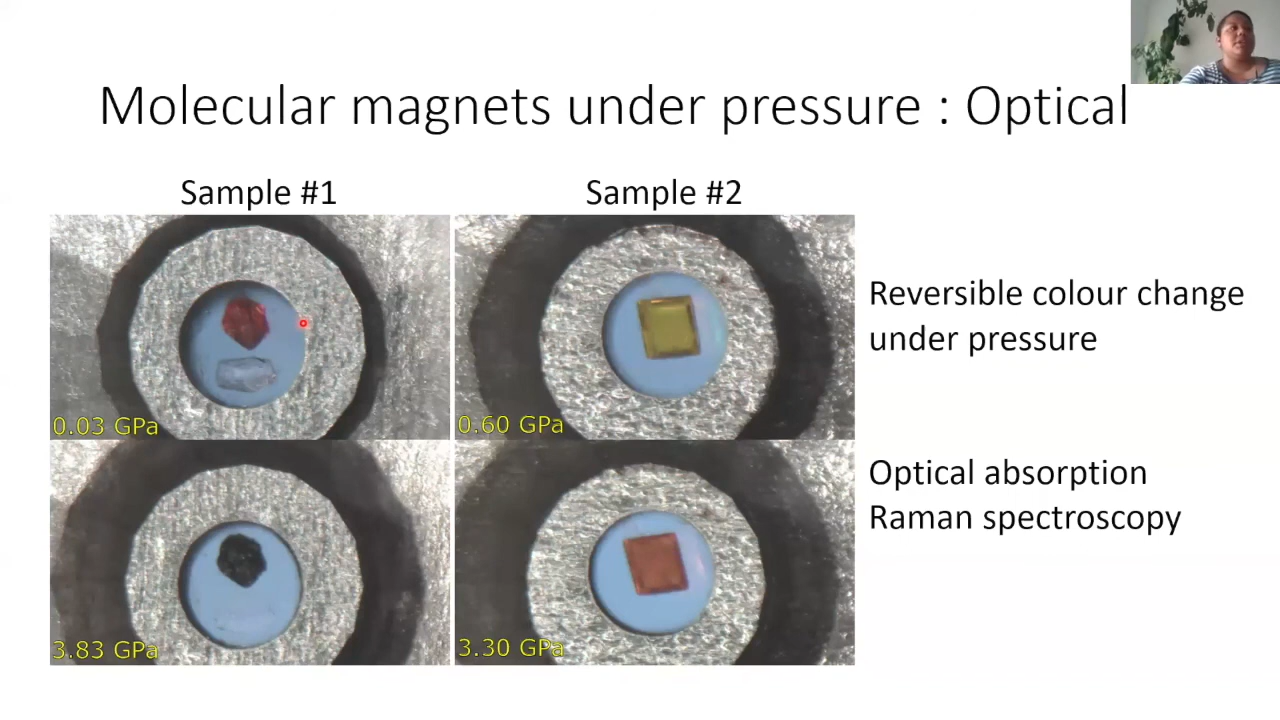 Molecular magnets under pressure : Optical
Sample #1
Sample #2
0.03 GPa
0.60 GPa
3.83 GPa
3.30 GPa
Reversible colour change
under pressure
Optical absorption
Raman spectroscopy